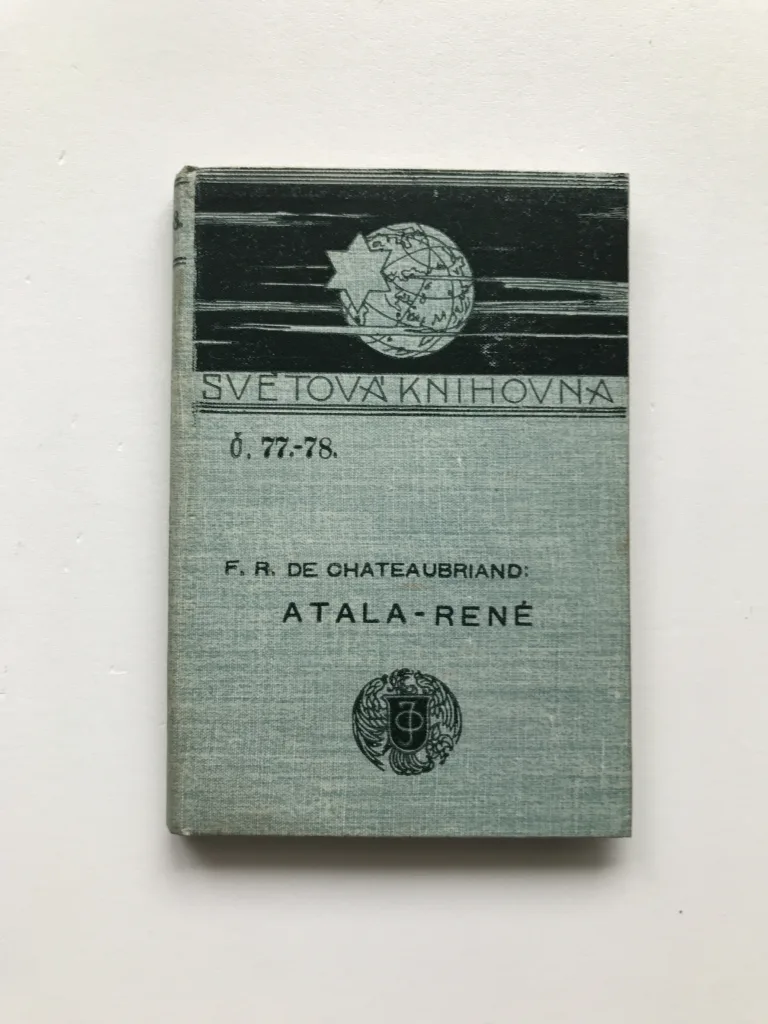 SVĚTOVÁ KNIHOVNA
Č. 77.-78.
F. R. DE CHATEAUBRIAND:
ATALA-RENÉ